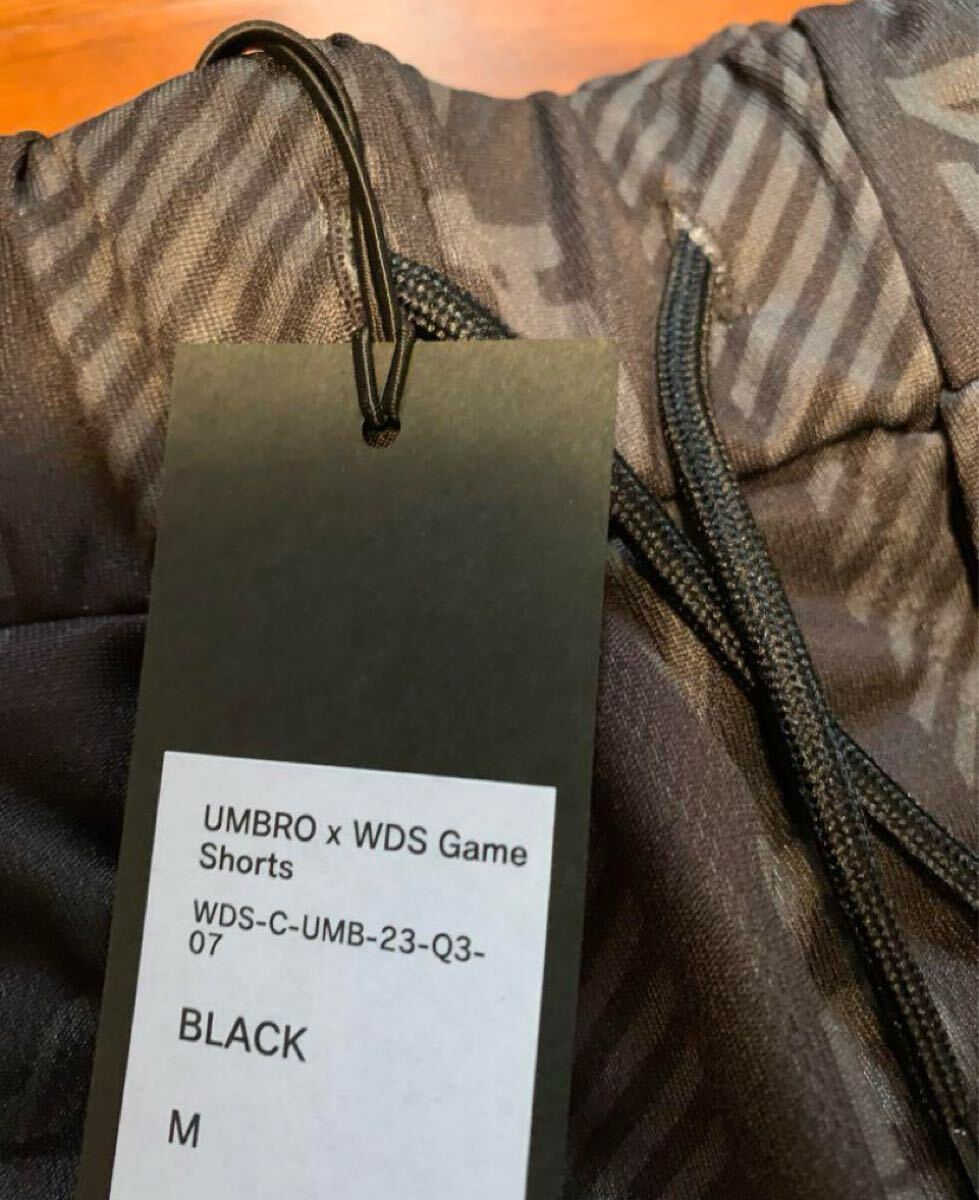 UMBRO x WDS Game
Shorts
WDS-C-UMB-23-Q3-
07
BLACK
M